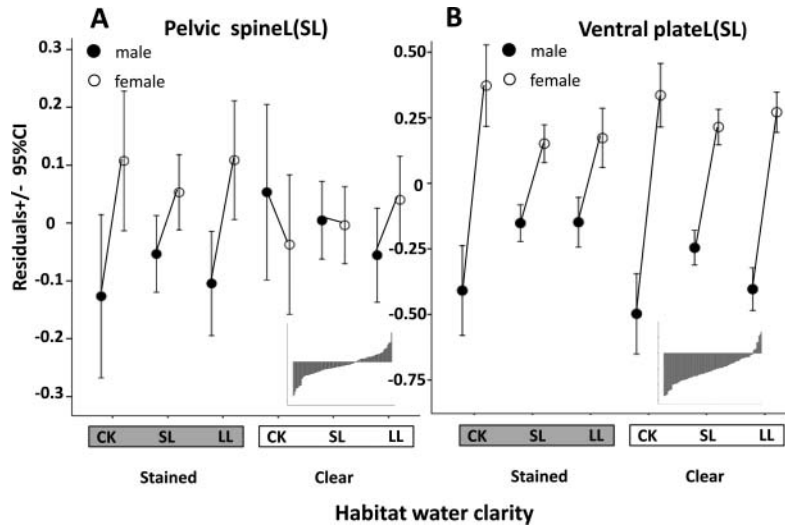 A
Pelvic spineL(SL)
male
female
0.3
0.2
0.1
0
-0.1
-0.2
-0.3
Residuals+/- 95%CI
CK SL LL CK SL LL
Stained Clear
B
Ventral plateL(SL)
male
female
0.50
0.25
0
-0.25
-0.50
-0.75
CK SL LL CK SL LL
Stained Clear
Habitat water clarity